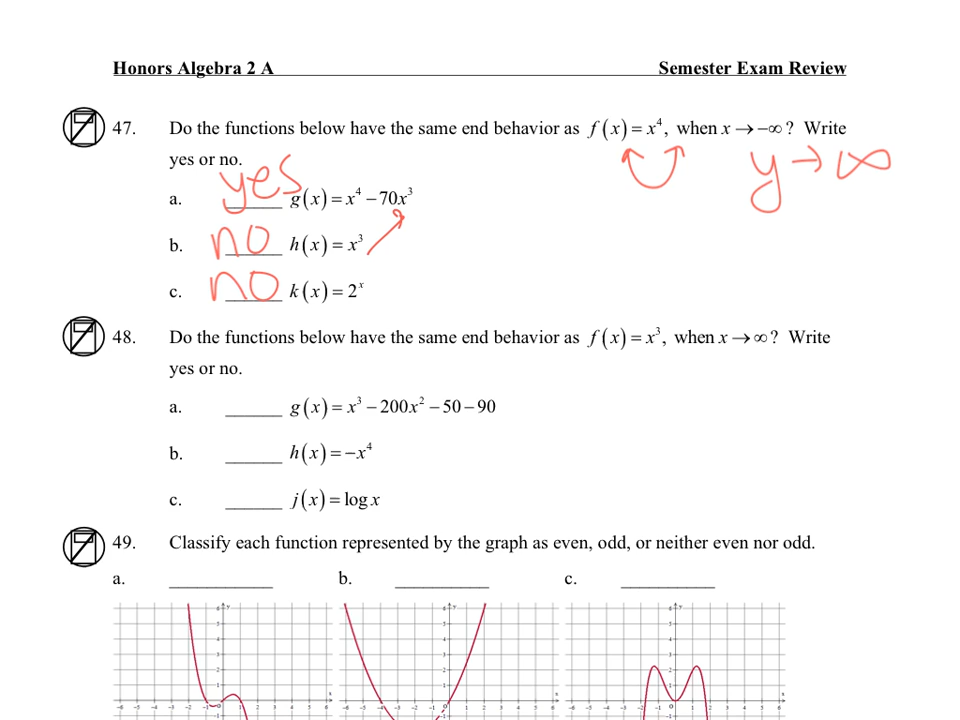 Honors Algebra 2 A Semester Exam Review
47. Do the functions below have the same end behavior as f(x) = x⁴, when x → −∞? Write
yes or no. y → ∞
a. yes g(x) = x⁴ − 70x³
b. no h(x) = x³
c. no k(x) = 2ˣ
48. Do the functions below have the same end behavior as f(x) = x³, when x → ∞? Write
yes or no.
a. ______ g(x) = x³ − 200x² − 50 − 90
b. ______ h(x) = −x⁴
c. ______ j(x) = log x
49. Classify each function represented by the graph as even, odd, or neither even nor odd.
a. ______ b. ______ c. ______